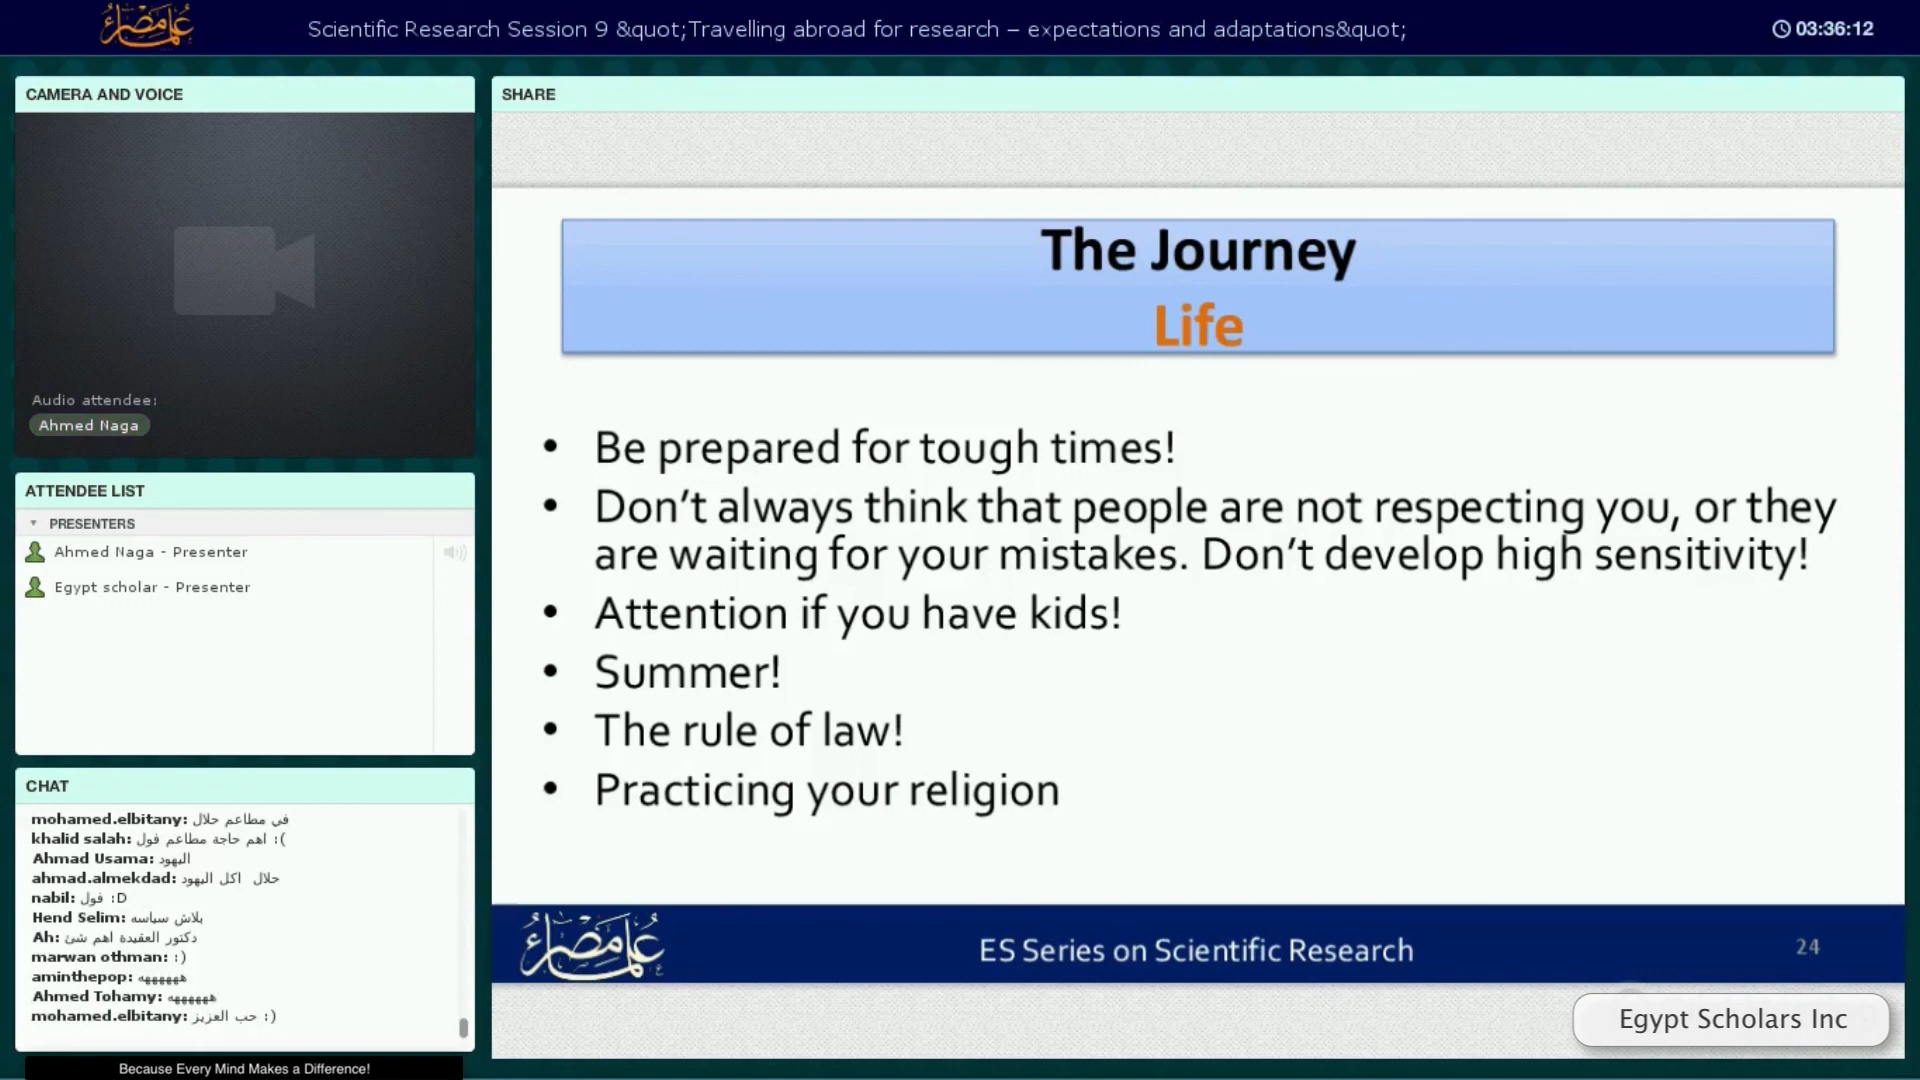 علماء مصر
Scientific Research Session 9 &quot;Travelling abroad for research – expectations and adaptations&quot;
03:36:12
CAMERA AND VOICE
Audio attendee:
Ahmed Naga
ATTENDEE LIST
PRESENTERS
Ahmed Naga - Presenter
Egypt scholar - Presenter
CHAT
mohamed.elbitany: في مطاعم حلال
khalid salah: اهم حاجة مطاعم فول :(
Ahmad Usama: اليهود
ahmad.almekdad: حلال اكل اليهود
nabil: فول :D
Hend Selim: بلاش سياسه
Ah: دكتور العقيدة اهم شئ
marwan othman: :)
aminthepop: هههههههه
Ahmed Tohamy: هههههههه
mohamed.elbitany: حب العزيز :)
Because Every Mind Makes a Difference!
SHARE
The Journey
Life
• Be prepared for tough times!
• Don’t always think that people are not respecting you, or they
are waiting for your mistakes. Don’t develop high sensitivity!
• Attention if you have kids!
• Summer!
• The rule of law!
• Practicing your religion
علماء مصر
ES Series on Scientific Research
24
Egypt Scholars Inc